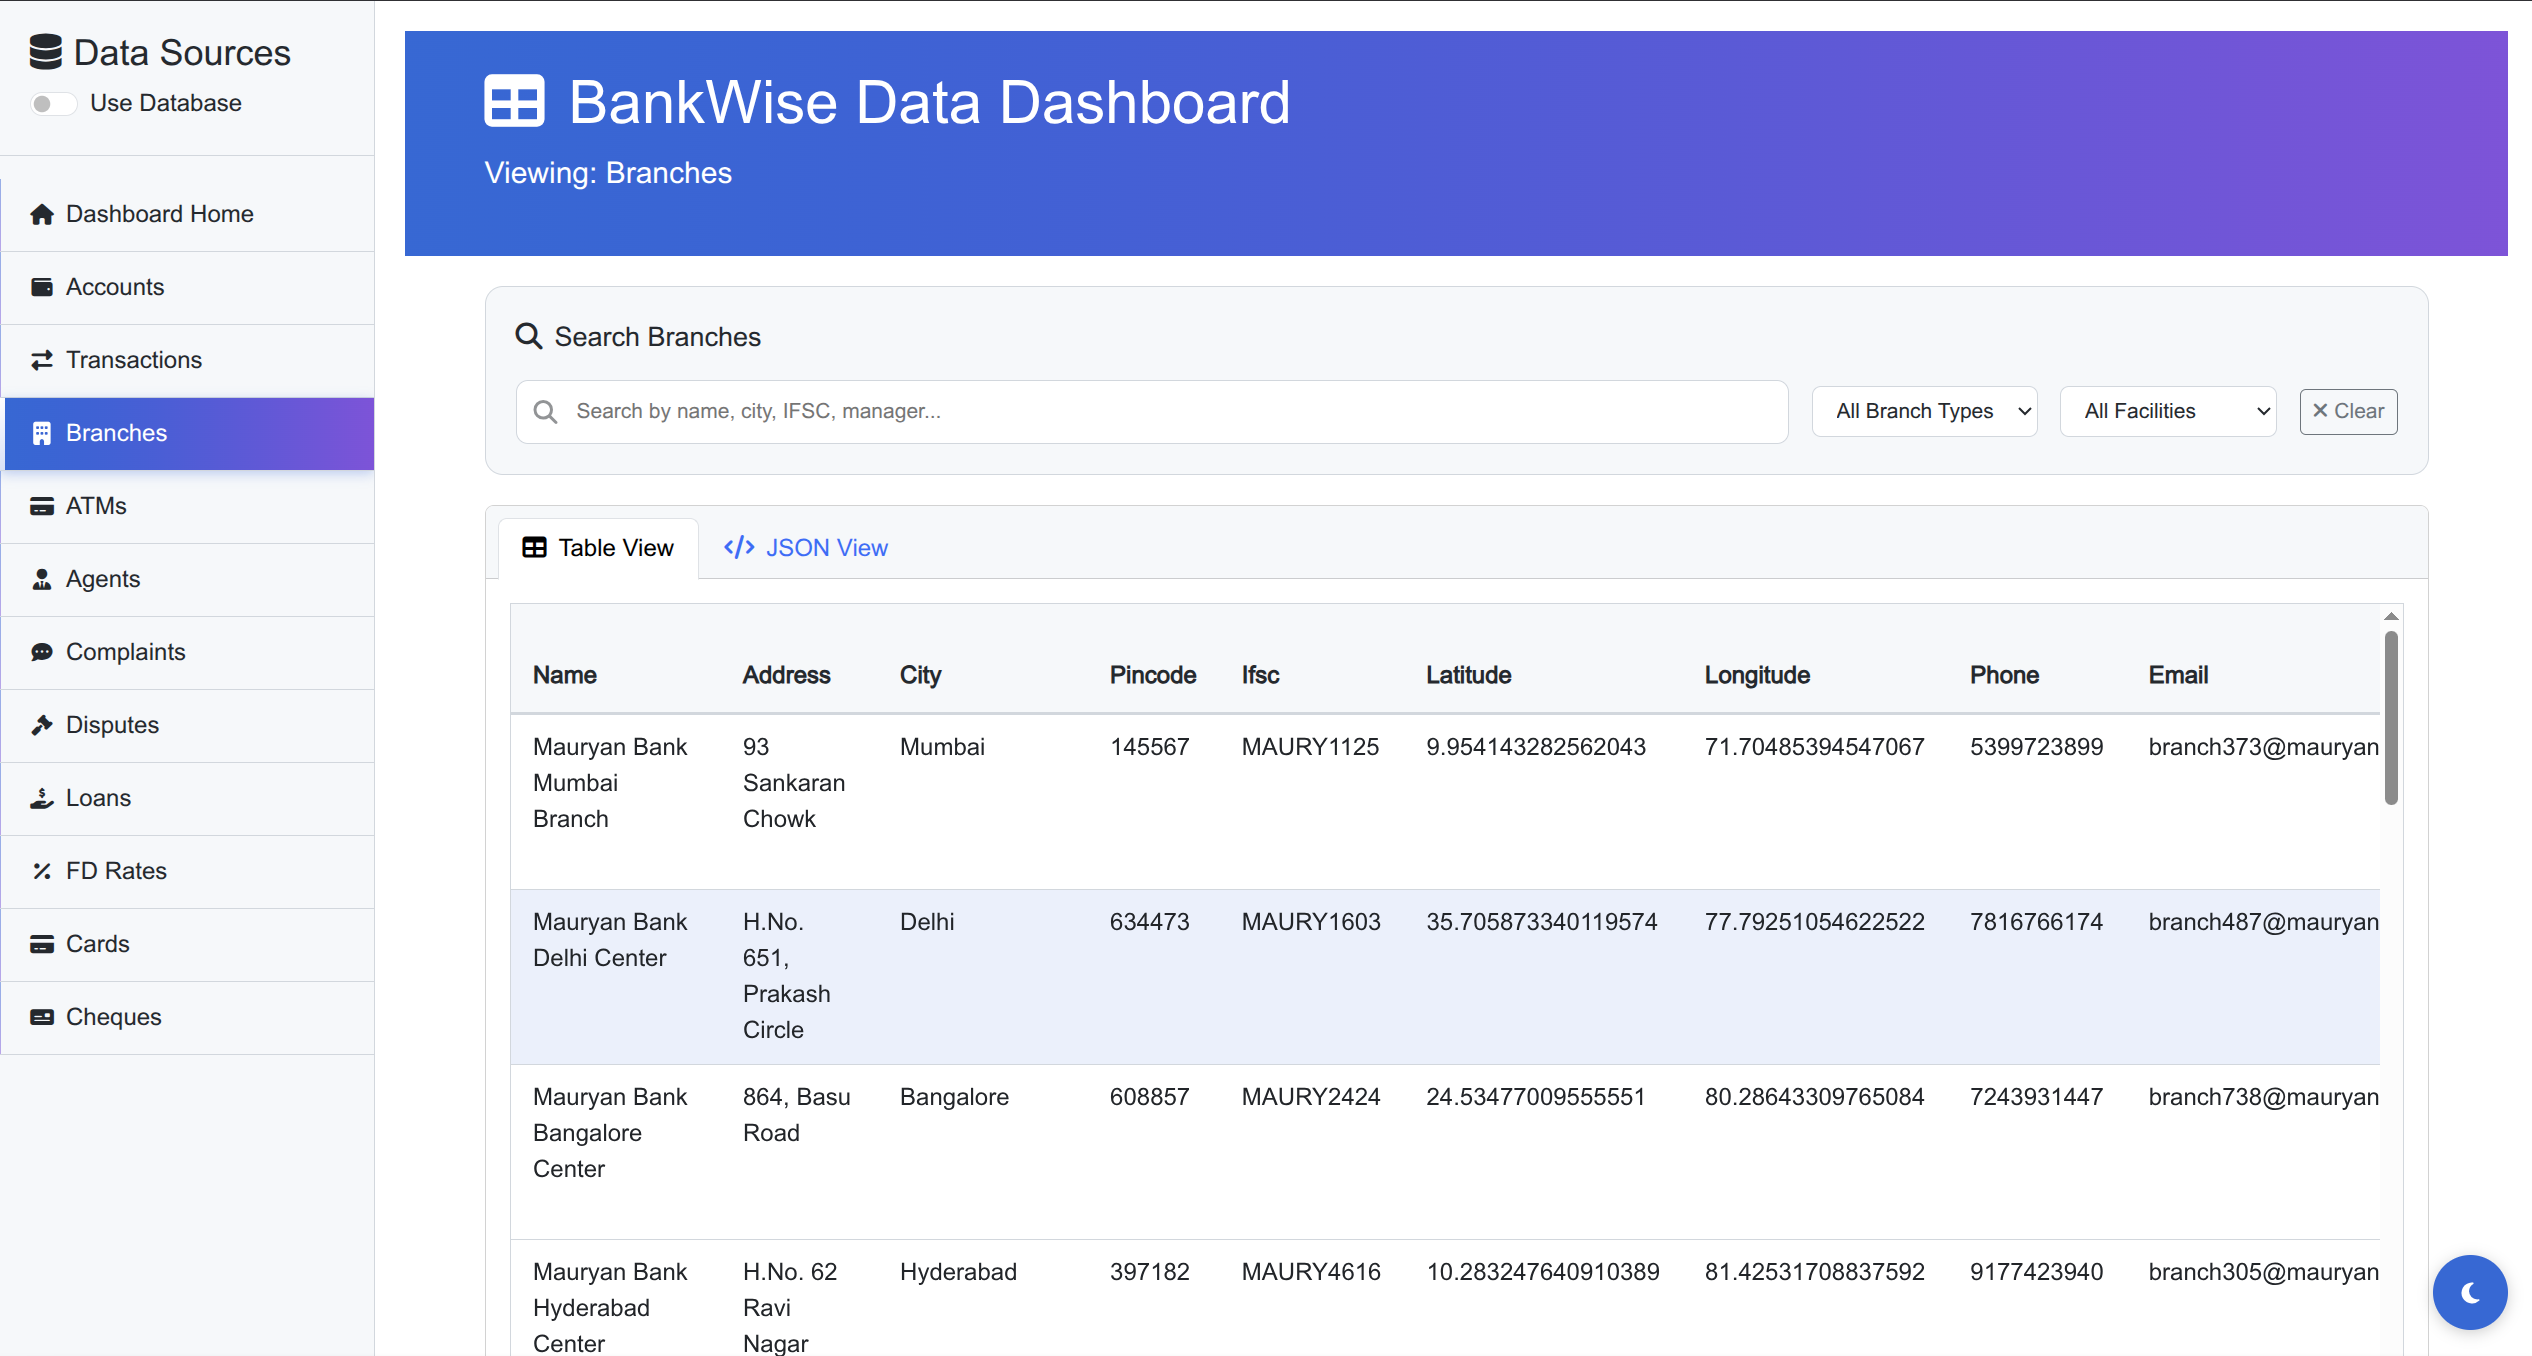 Data Sources
Use Database
Dashboard Home
Accounts
Transactions
Branches
ATMs
Agents
Complaints
Disputes
Loans
FD Rates
Cards
Cheques
BankWise Data Dashboard
Viewing: Branches
Search Branches
Search by name, city, IFSC, manager...
All Branch Types
All Facilities
Clear
Table View
JSON View
Name Address City Pincode Ifsc Latitude Longitude Phone Email
Mauryan Bank 93 Mumbai 145567 MAURY1125 9.954143282562043 71.70485394547067 5399723899 branch373@mauryan
Mumbai Sankaran
Branch Chowk
Mauryan Bank H.No. Delhi 634473 MAURY1603 35.705873340119574 77.79251054622522 7816766174 branch487@mauryan
Delhi Center 651,
Prakash
Circle
Mauryan Bank 864, Basu Bangalore 608857 MAURY2424 24.53477009555551 80.28643309765084 7243931447 branch738@mauryan
Bangalore Road
Center
Mauryan Bank H.No. 62 Hyderabad 397182 MAURY4616 10.283247640910389 81.42531708837592 9177423940 branch305@mauryan
Hyderabad Ravi
Center Nagar